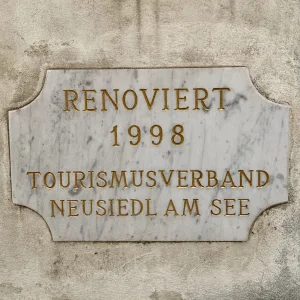 RENOVIERT
1998
TOURISMUSVERBAND
NEUSIEDL AM SEE